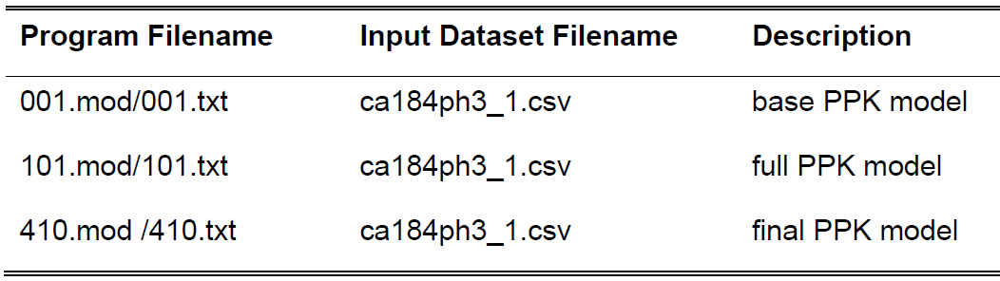 Program Filename Input Dataset Filename Description
001.mod/001.txt ca184ph3_1.csv base PPK model
101.mod/101.txt ca184ph3_1.csv full PPK model
410.mod /410.txt ca184ph3_1.csv final PPK model